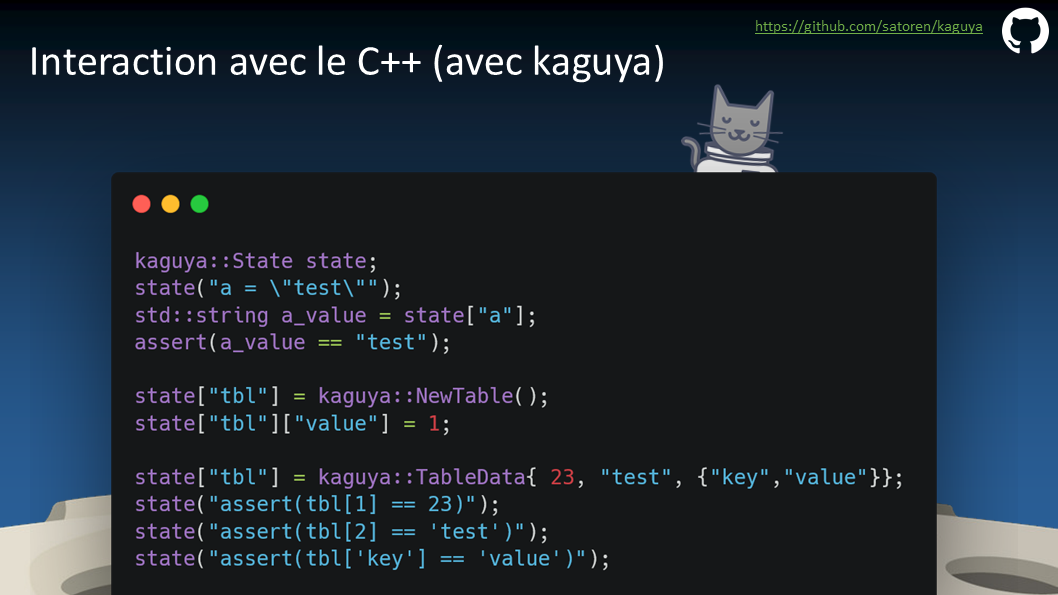 https://github.com/satoren/kaguya
Interaction avec le C++ (avec kaguya)
kaguya::State state;
state("a = \"test\"");
std::string a_value = state["a"];
assert(a_value == "test");
state["tbl"] = kaguya::NewTable();
state["tbl"]["value"] = 1;
state["tbl"] = kaguya::TableData{ 23, "test", {"key","value"}};
state("assert(tbl[1] == 23)");
state("assert(tbl[2] == 'test')");
state("assert(tbl['key'] == 'value')");